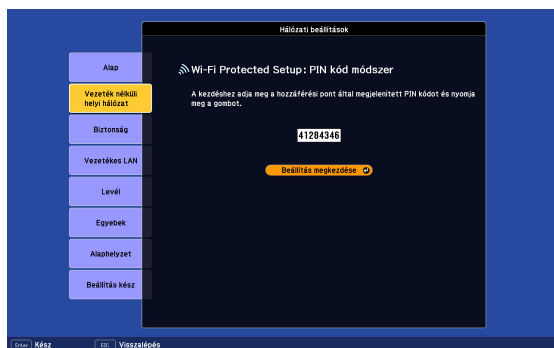 Hálózati beállítások
Alap
Vezeték nélküli
helyi hálózat
Biztonság
Vezetékes LAN
Levél
Egyebek
Alaphelyzet
Beállítás kész
Wi-Fi Protected Setup: PIN kód módszer
A kezdéshez adja meg a hozzáférési pont által megjelenített PIN kódot és nyomja
meg a gombot.
41284346
Beállítás megkezdése
Enter Kész
ESC Visszalépés